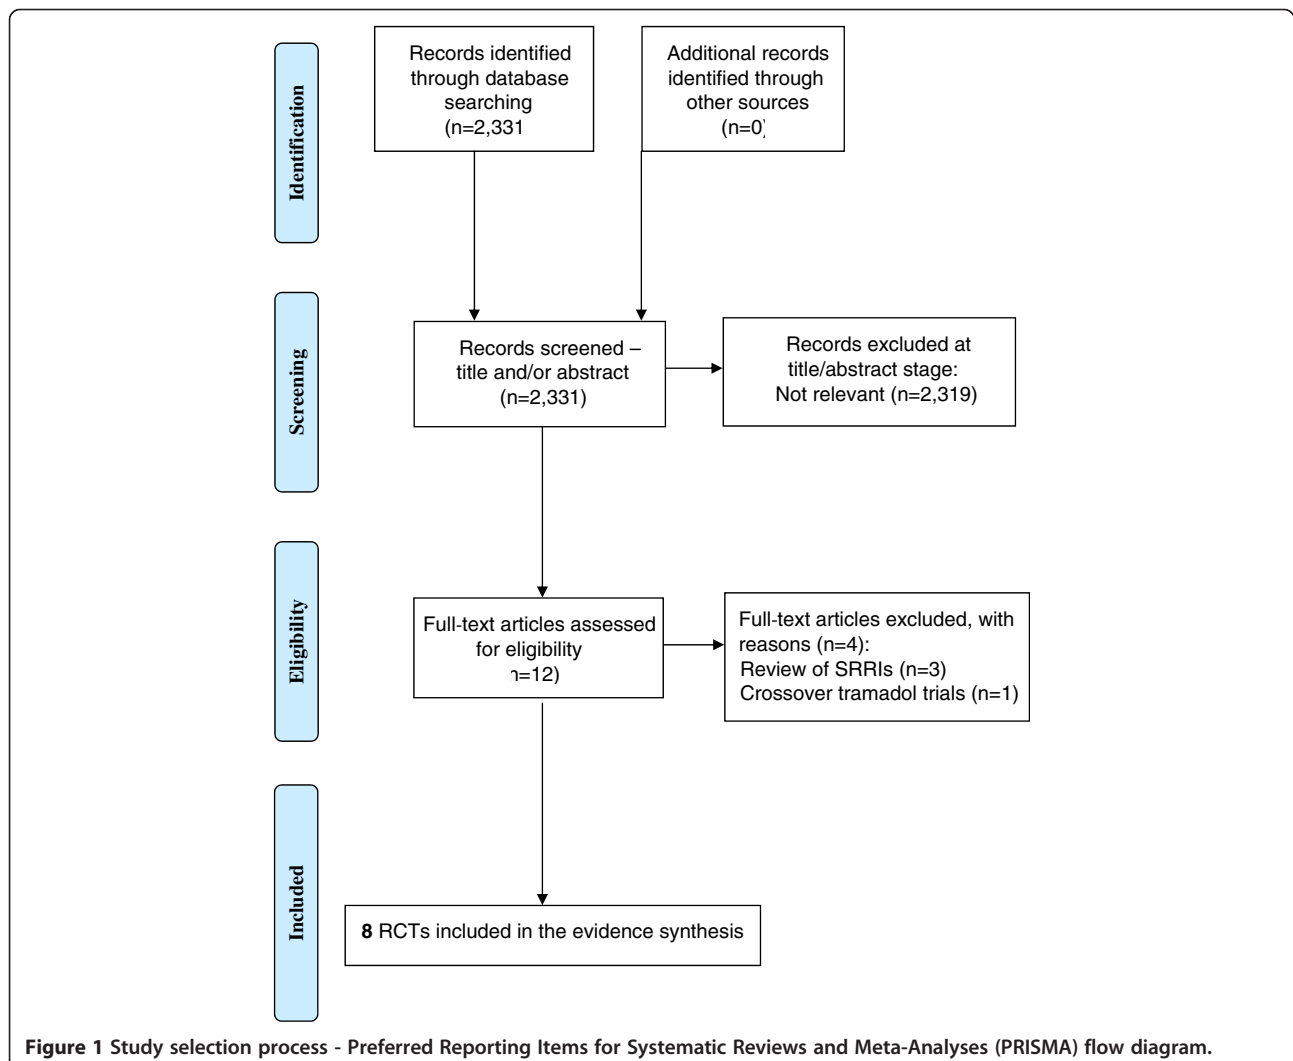 Identification
Records identified
through database
searching
(n=2,331
Additional records
identified through
other sources
(n=0)
Screening
Records screened –
title and/or abstract
(n=2,331)
Records excluded at
title/abstract stage:
Not relevant (n=2,319)
Eligibility
Full-text articles assessed
for eligibility
n=12)
Full-text articles excluded, with
reasons (n=4):
Review of SRRIs (n=3)
Crossover tramadol trials (n=1)
Included
8 RCTs included in the evidence synthesis
Figure 1 Study selection process - Preferred Reporting Items for Systematic Reviews and Meta-Analyses (PRISMA) flow diagram.